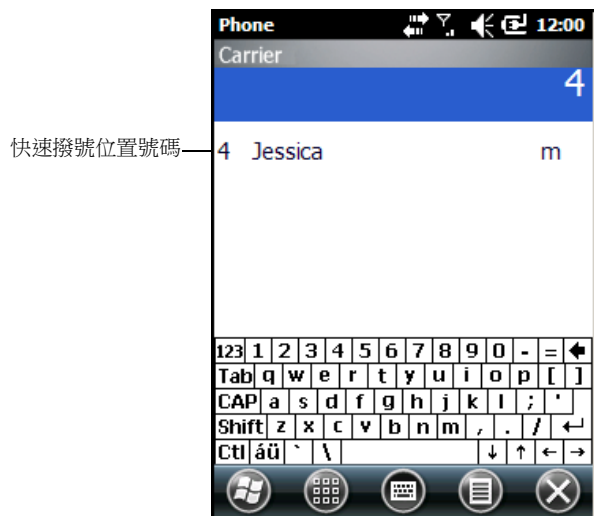 Phone 12:00
Carrier
4
快速撥號位置號碼
4 Jessica m
123 1 2 3 4 5 6 7 8 9 0 - =
Tab q w e r t y u i o p [ ]
CAP a s d f g h j k l ; '
Shift z x c v b n m , . /
Ctl áü ` \ ↓ ↑ ← →